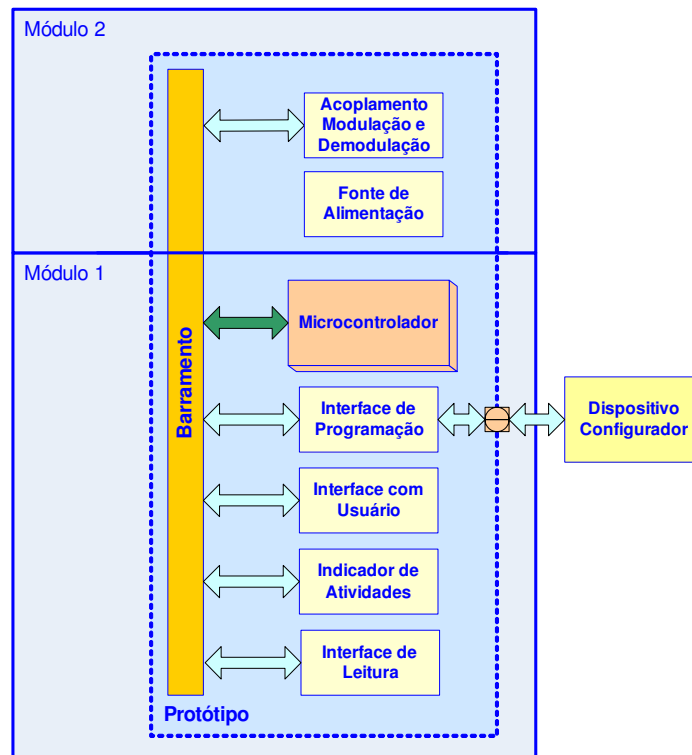 Módulo 2
Acoplamento
Modulação e
Demodulação
Fonte de
Alimentação
Módulo 1
Barramento
Microcontrolador
Interface de
Programação
Dispositivo
Configurador
Interface com
Usuário
Indicador de
Atividades
Interface de
Leitura
Protótipo